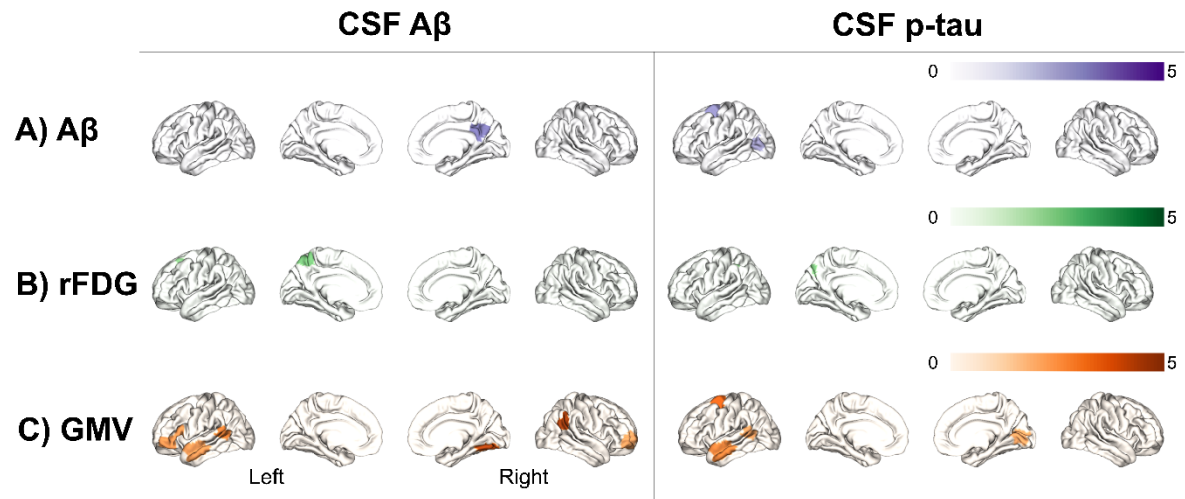 CSF Aβ
CSF p-tau
0
5
A) Aβ
0
5
B) rFDG
0
5
C) GMV
Left
Right